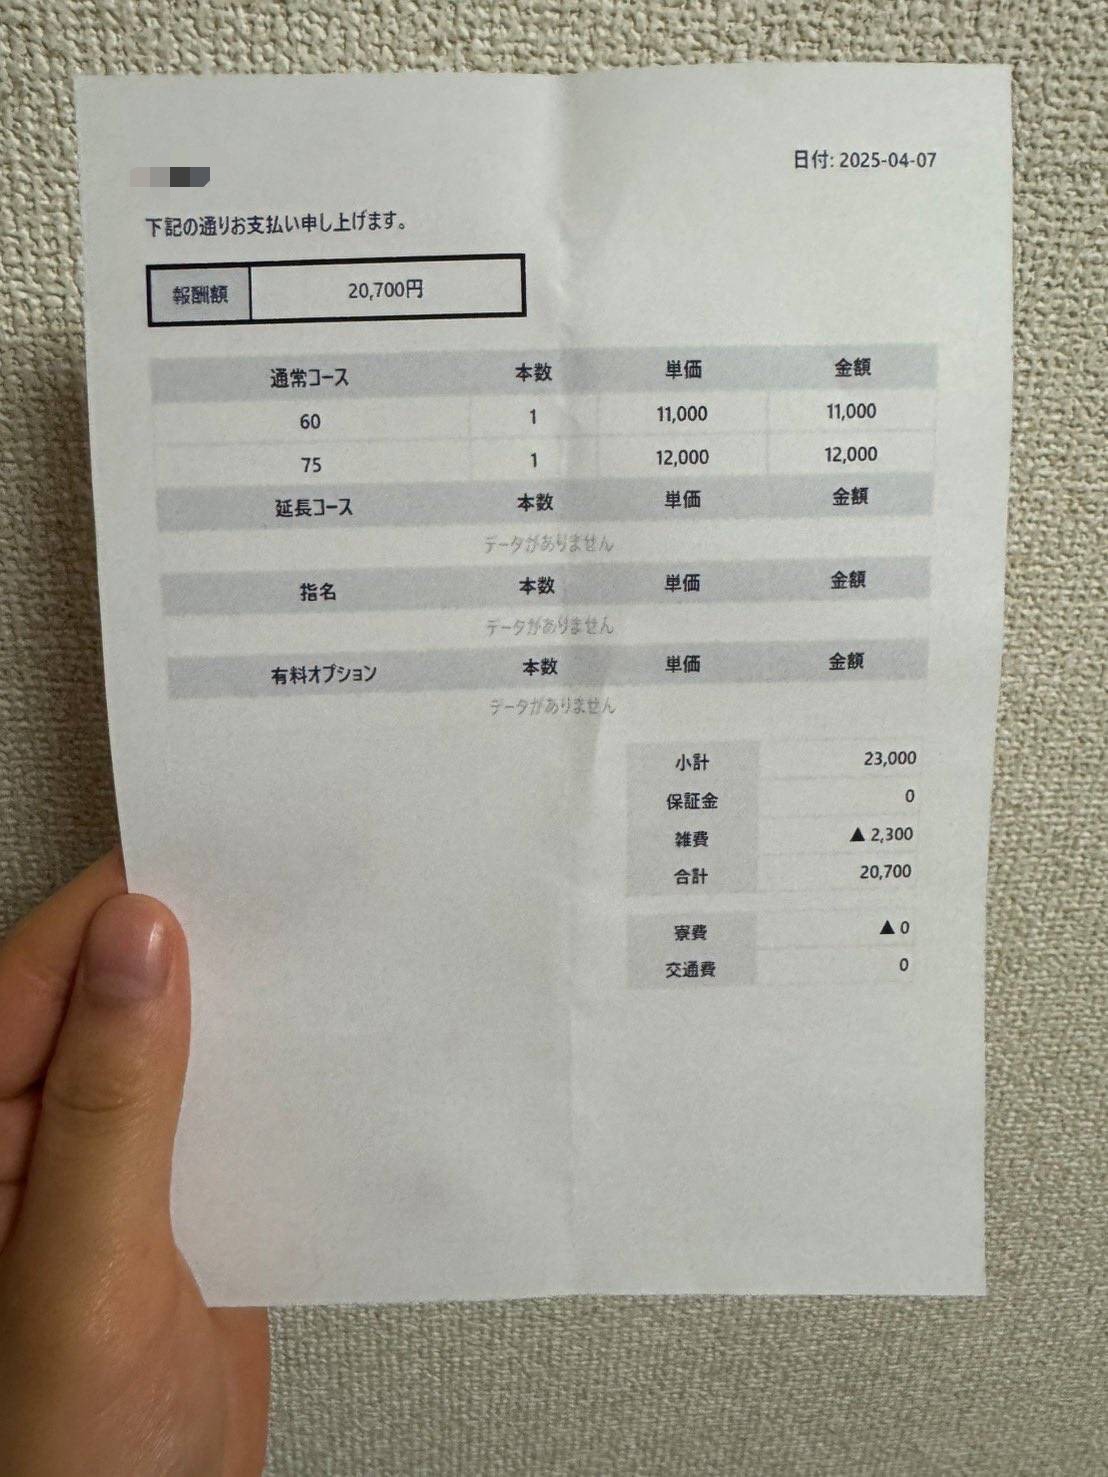 日付: 2025-04-07
下記の通りお支払い申し上げます。
報酬額 20,700円
通常コース 本数 単価 金額
60 1 11,000 11,000
75 1 12,000 12,000
延長コース 本数 単価 金額
データがありません
指名 本数 単価 金額
データがありません
有料オプション 本数 単価 金額
データがありません
小計 23,000
保証金 0
雑費 ▲2,300
合計 20,700
寮費 ▲0
交通費 0